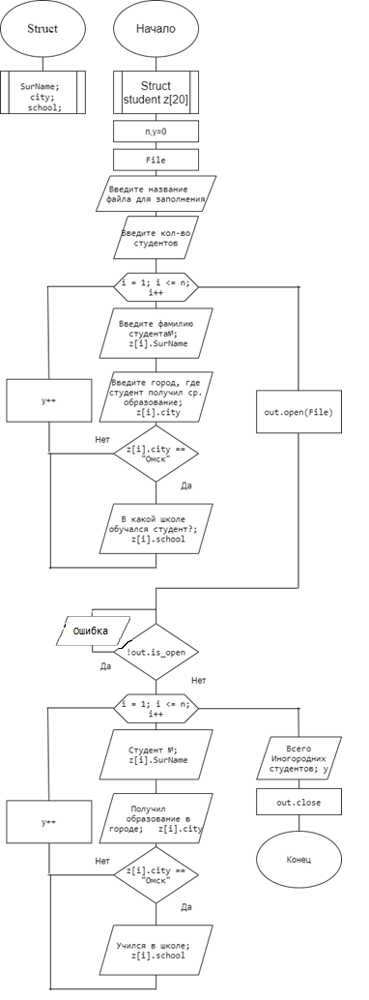 Struct
Начало
SurName;
city;
school;
Struct
student z[20]
n,y=0
File
Введите название
файла для заполнения
Введите кол-во
студентов
i = 1; i <= n;
i++
Введите фамилию
студента№;
z[i].SurName
Введите город, где
студент получил ср.
образование;
z[i].city
y++
out.open(File)
Нет
z[i].city ==
"Омск"
Да
В какой школе
обучался студент?;
z[i].school
Ошибка
!out.is_open
Да
Нет
i = 1; i <= n;
i++
Студент №;
z[i].SurName
Всего
Иногородних
студентов; y
Получил
образование в
городе; z[i].city
y++
out.close
Нет
z[i].city ==
"Омск"
Конец
Да
Учился в школе;
z[i].school